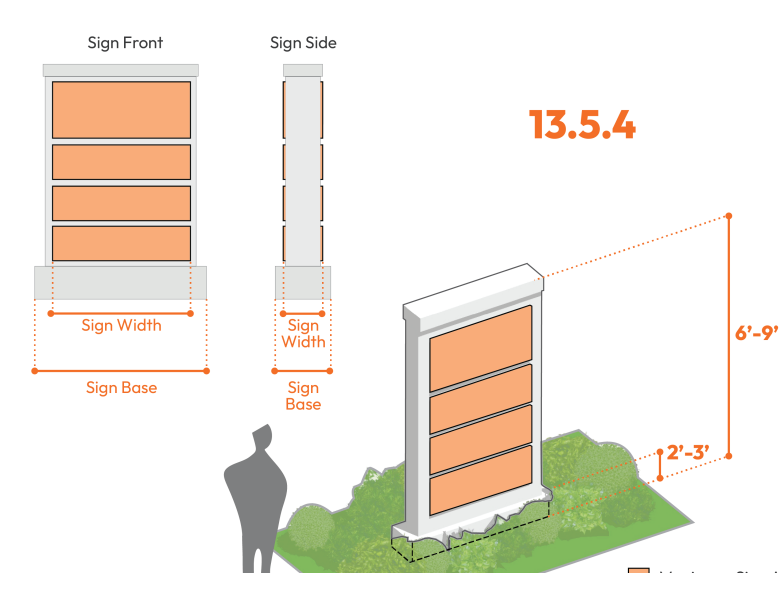 Sign Front
Sign Side
13.5.4
6’-9’
Sign Width
Sign
Width
Sign Base
Sign
Base
2’-3’